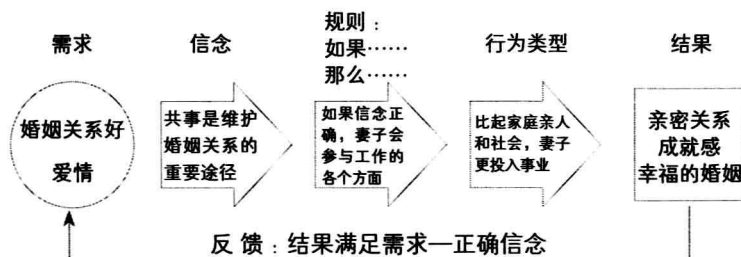 需求
信念
规则：
如果……
那么……
行为类型
结果
婚姻关系好
爱情
共事是维护
婚姻关系的
重要途径
如果信念正
确，妻子会
参与工作的
各个方面
比起家庭亲人
和社会，妻子
更投入事业
亲密关系
成就感
幸福的婚姻
反 馈：结果满足需求—正确信念